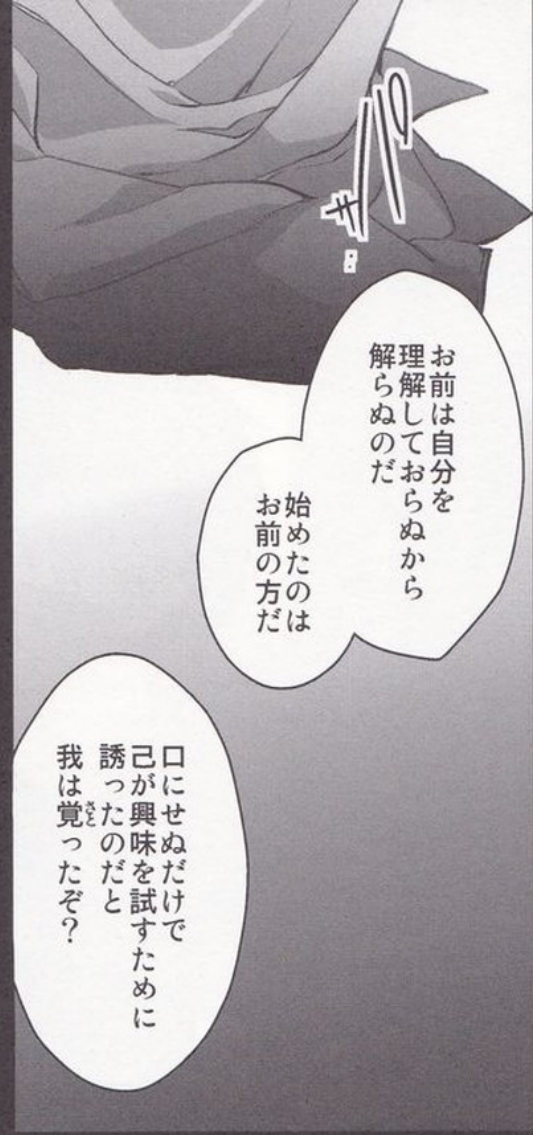 お前は自分を
理解しておらぬから
解らぬのだ
始めたのは
お前の方だ
口にせぬだけで
己が興味を試すために
誘ったのだと
我は覚ったぞ？
さと